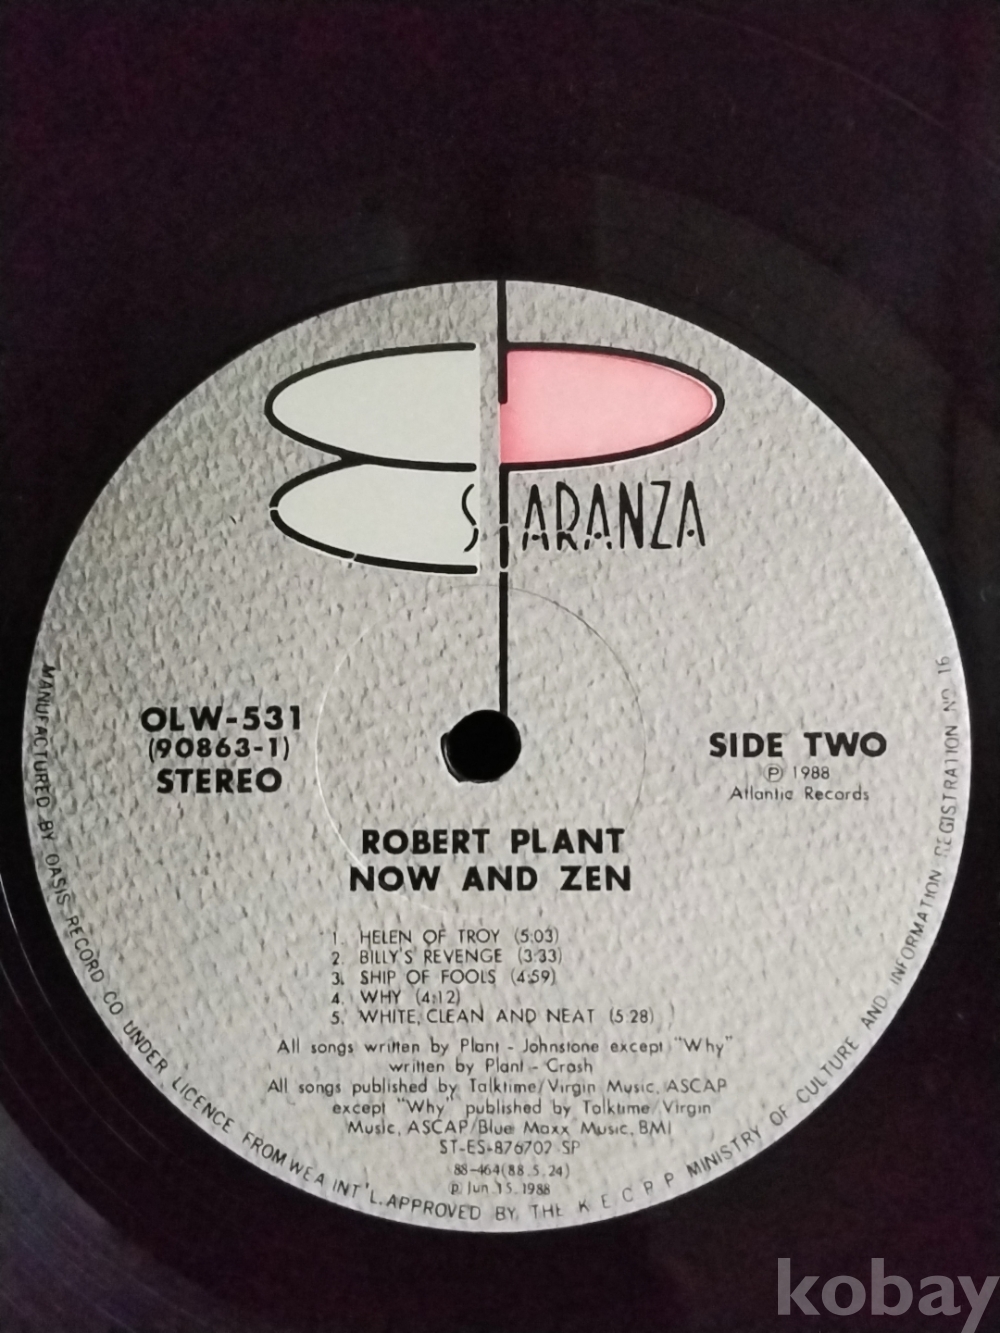 ES ARANZA
OLW-531
(90863-1)
STEREO
SIDE TWO
Ⓟ 1988
Atlantic Records
ROBERT PLANT
NOW AND ZEN
1. HELEN OF TROY (5:03)
2. BILLY'S REVENGE (3:33)
3. SHIP OF FOOLS (4:59)
4. WHY (4:12)
5. WHITE, CLEAN AND NEAT (5:28)
All songs written by Plant - Johnstone except "Why"
written by Plant - Crash
All songs published by Talktime/Virgin Music, ASCAP
except "Why" published by Talktime/Virgin
Music, ASCAP/Blue Maxx Music, BMI
ST-ES-876702 SP
88-464(88.5.24)
p. Jun.15.1988
MANUFACTURED BY OASIS RECORD CO UNDER LICENCE FROM WEA INT'L. APPROVED BY THE K E C R P MINISTRY OF CULTURE AND INFORMATION REGISTRATION NO 16
kobay